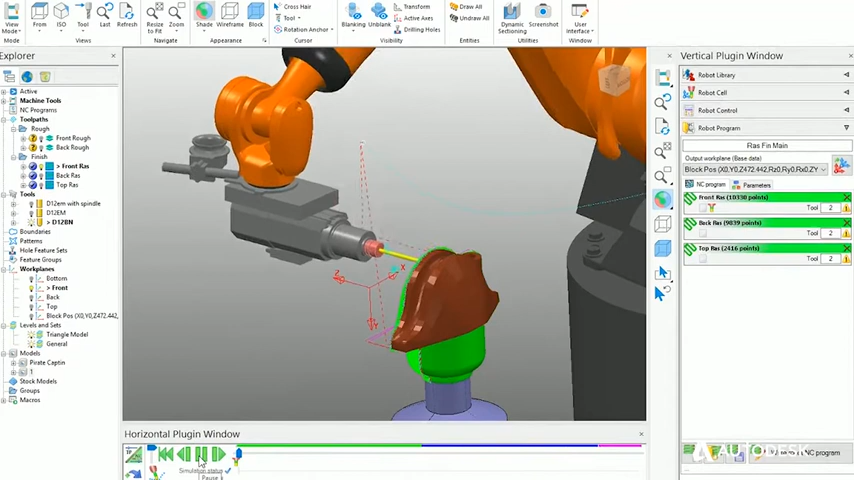 View
Mode
From
ISO
Tool
Last
Refresh
Resize
to Fit
Zoom
Shade
Wireframe
Block
Cross Hair
Tool
Rotation Anchor
Blanking
Unblank
Transform
Active Axes
Drilling Holes
Draw All
Undraw All
Dynamic
Sectioning
Screenshot
User
Interface
Mode
Views
Navigate
Appearance
Cursor
Visibility
Entities
Window
Explorer
Active
Machine Tools
NC Programs
Toolpaths
Rough
Front Rough
Back Rough
Finish
> Front Ras
Back Ras
Top Ras
Tools
D12em with spindle
D12EM
> D12BN
Boundaries
Patterns
Hole Feature Sets
Feature Groups
Workplanes
Bottom
> Front
Back
Top
Block Pos (X0,Y0,Z472.442,
Levels and Sets
Triangle Model
General
Models
Pirate Captin
1
Stock Models
Groups
Macros
Z
X
Y
Horizontal Plugin Window
Simulation status
Pause
Vertical Plugin Window
Robot Library
Robot Cell
Robot Control
Robot Program
Ras Fin Main
Output workplane (Base data)
Block Pos (X0,Y0,Z472.442,Rz0,Ry0,Rx0,ZY
NC program
Parameters
Front Ras (10330 points)
Tool 2
Back Ras (9839 points)
Tool 2
Top Ras (2416 points)
Tool 2
AUTODESK
NC program